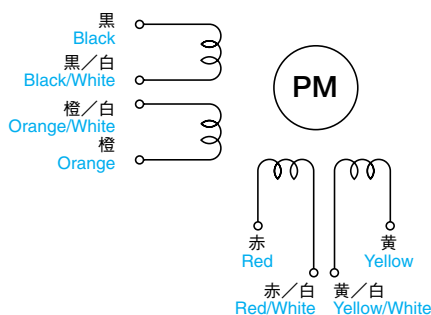 黒
Black
黒／白
Black/White
橙／白
Orange/White
橙
Orange
PM
赤
Red
黄
Yellow
赤／白
Red/White
黄／白
Yellow/White